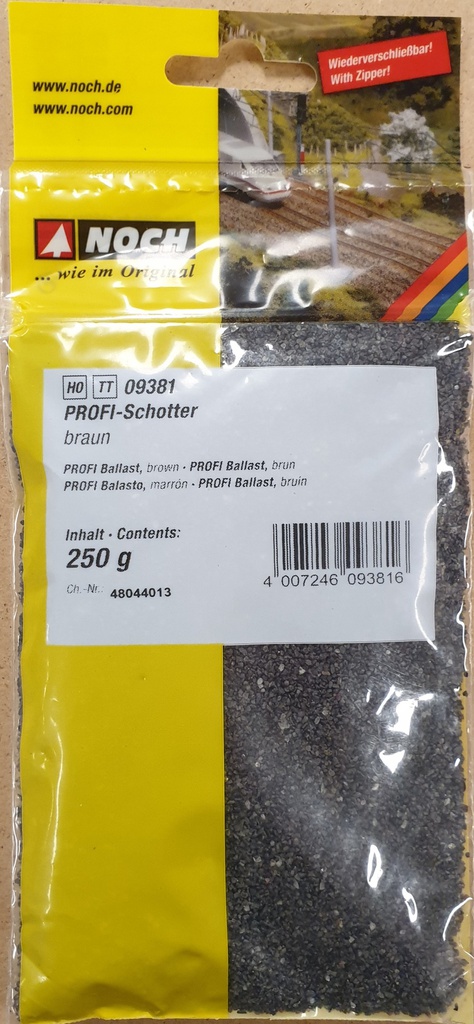 Wiederverschließbar!
With Zipper!
www.noch.de
www.noch.com
NOCH
... wie im Original
H0 TT 09381
PROFI-Schotter
braun
PROFI Ballast, brown · PROFI Ballast, brun
PROFI Balasto, marrón · PROFI Ballast, bruin
Inhalt · Contents:
250 g
Ch.-Nr.: 48044013
4 007246 093816